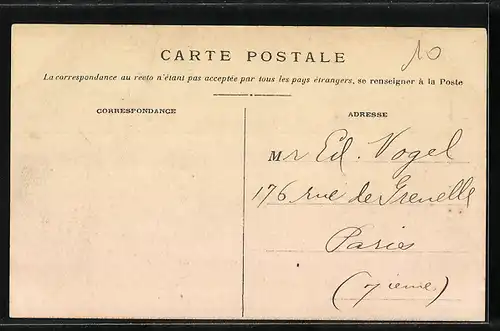 10
CARTE POSTALE
La correspondance au recto n'étant pas acceptée par tous les pays étrangers, se renseigner à la Poste
CORRESPONDANCE
ADRESSE
Mr Ed. Vogel
176 rue de Grenelle
Paris
(7ieme)